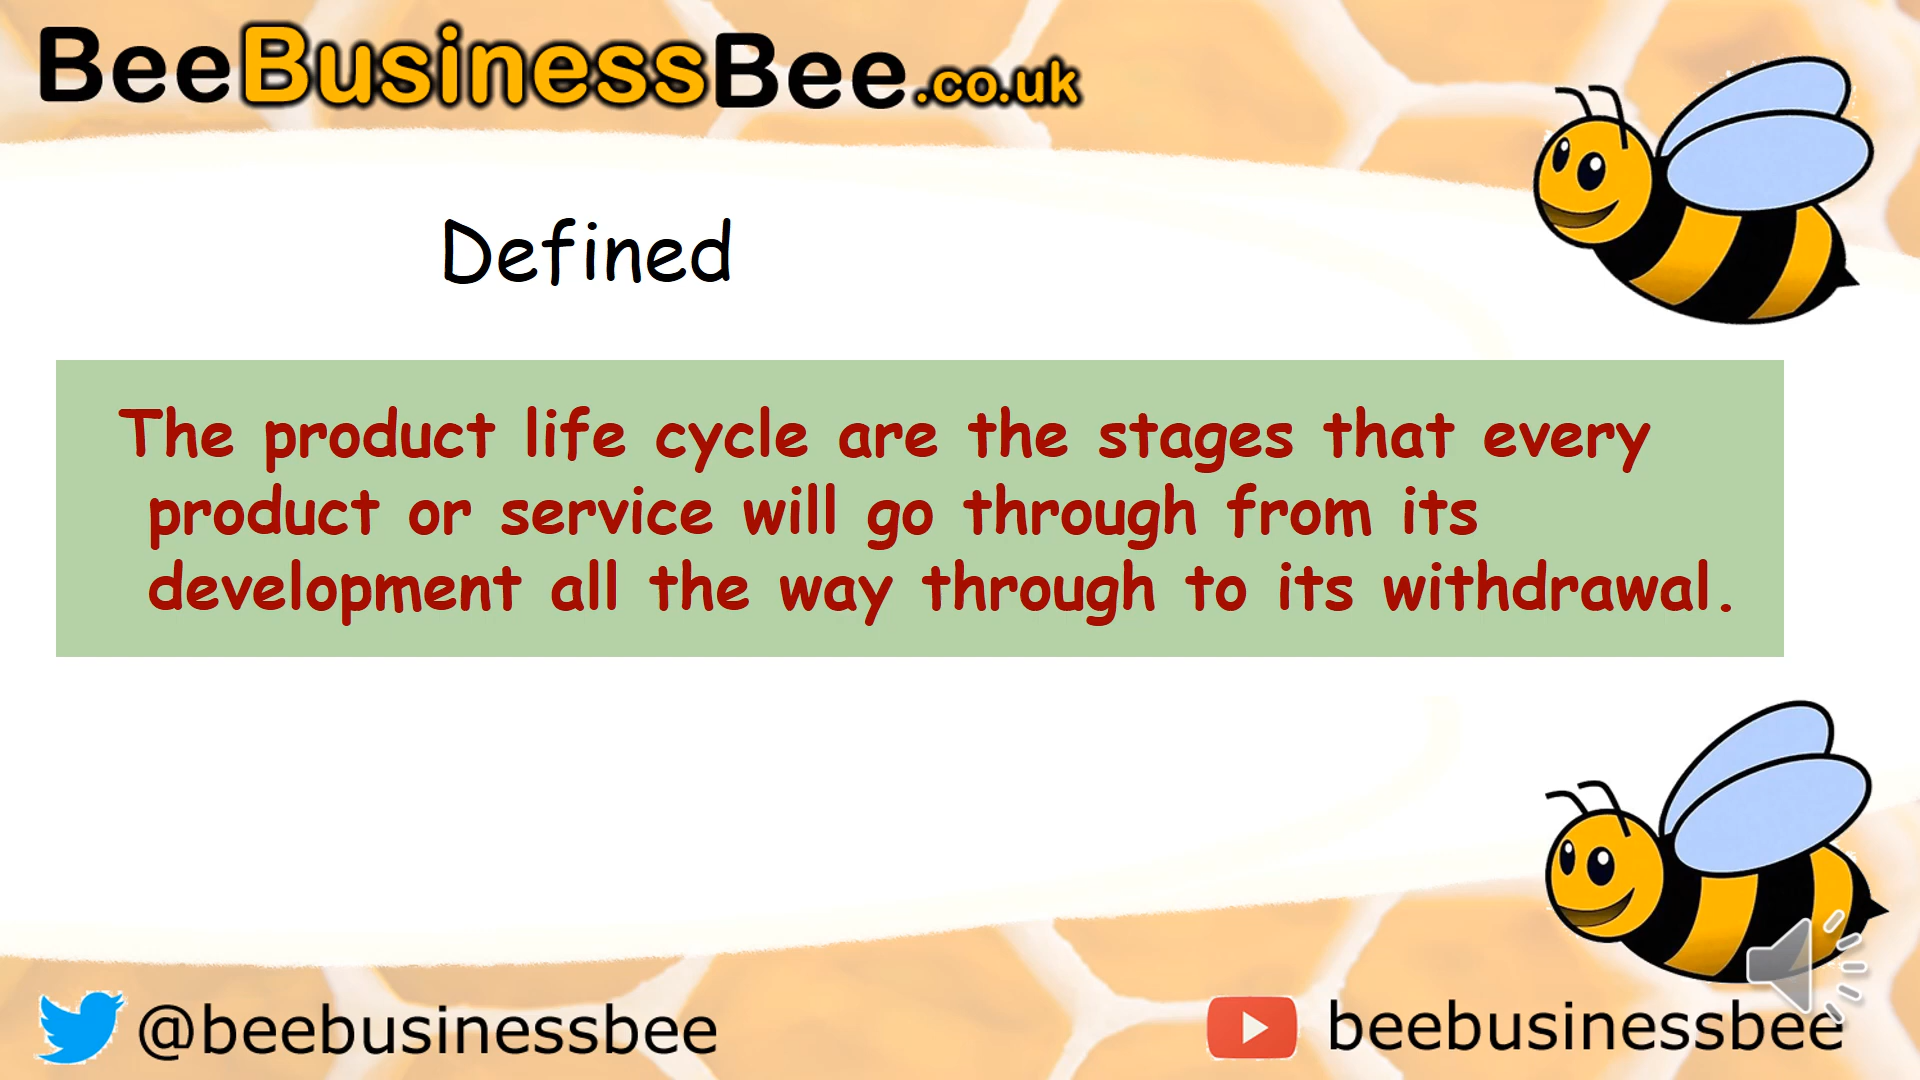 BeeBusinessBee.co.uk
Defined
The product life cycle are the stages that every
product or service will go through from its
development all the way through to its withdrawal.
@beebusinessbee
beebusinessbee